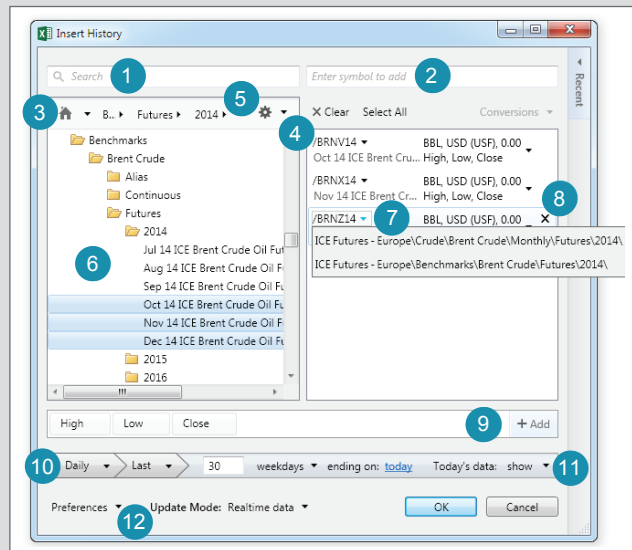 Insert History
Search
1
Enter symbol to add
2
Recent
3
B..
Futures
2014
5
4
Clear
Select All
Conversions
Benchmarks
Brent Crude
Alias
Continuous
Futures
2014
6
Jul 14 ICE Brent Crude Oil Fut
Aug 14 ICE Brent Crude Oil Fu
Sep 14 ICE Brent Crude Oil Fu
Oct 14 ICE Brent Crude Oil Fu
Nov 14 ICE Brent Crude Oil Fu
Dec 14 ICE Brent Crude Oil Fu
2015
2016
/BRNV14
BBL, USD (USF), 0.00
Oct 14 ICE Brent Cru...
High, Low, Close
/BRNX14
BBL, USD (USF), 0.00
Nov 14 ICE Brent Cr...
High, Low, Close
8
/BRNZ14
7
BBL, USD (USF), 0.00
ICE Futures - Europe\Crude\Brent Crude\Monthly\Futures\2014\
ICE Futures - Europe\Benchmarks\Brent Crude\Futures\2014\
High
Low
Close
9
+ Add
10
Daily
Last
30
weekdays
ending on: today
Today's data: show
11
Preferences
12
Update Mode: Realtime data
OK
Cancel